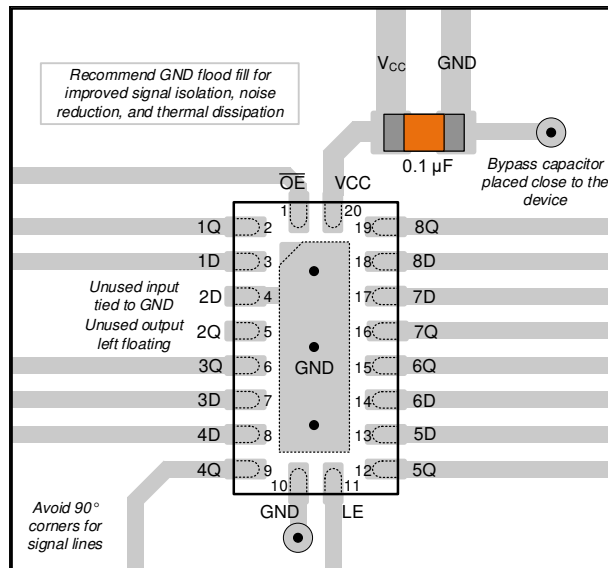 Recommend GND flood fill for
improved signal isolation, noise
reduction, and thermal dissipation
VCC GND
0.1 µF
Bypass capacitor
placed close to the
device
OE VCC
1 20
1Q 2 19 8Q
1D 3 18 8D
2D 4 17 7D
2Q 5 16 7Q
3Q 6 15 6Q
3D 7 14 6D
4D 8 13 5D
4Q 9 12 5Q
Unused input
tied to GND
Unused output
left floating
GND
10 11
GND LE
Avoid 90°
corners for
signal lines